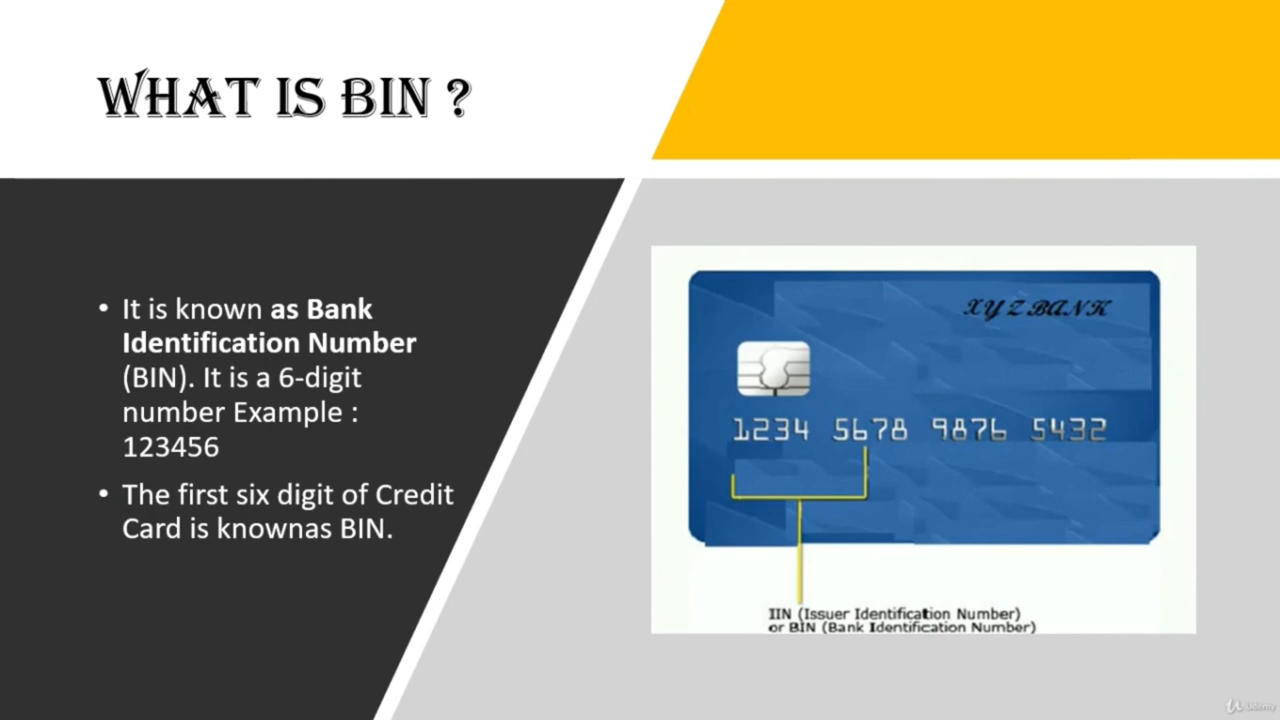 WHAT IS BIN ?
• It is known as Bank
Identification Number
(BIN). It is a 6-digit
number Example :
123456
• The first six digit of Credit
Card is knownas BIN.
XYZ BANK
1234 5678 9876 5432
IIN (Issuer Identification Number)
or BIN (Bank Identification Number)
Udemy